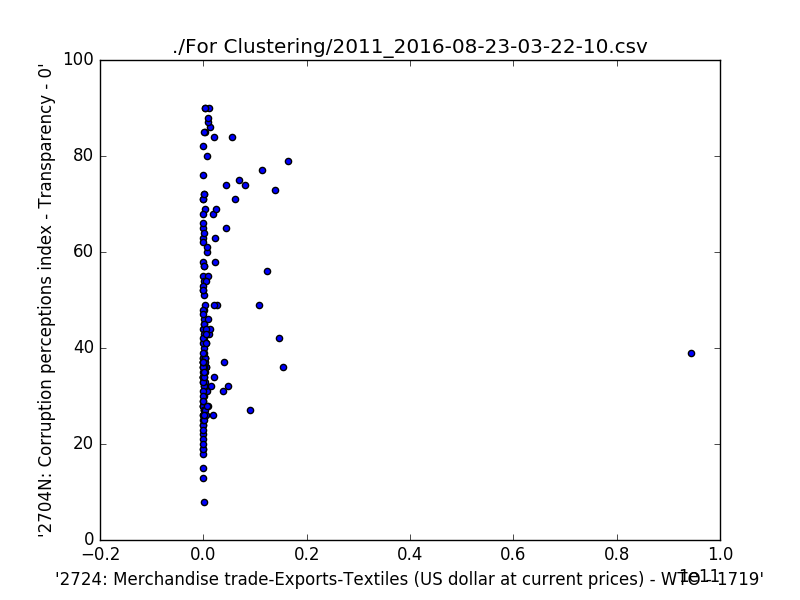 ./For Clustering/2011_2016-08-23-03-22-10.csv
'2704N: Corruption perceptions index - Transparency - 0'
100
80
60
40
20
0
−0.2 0.0 0.2 0.4 0.6 0.8 1.0
1e11
'2724: Merchandise trade-Exports-Textiles (US dollar at current prices) - WTO - 1719'